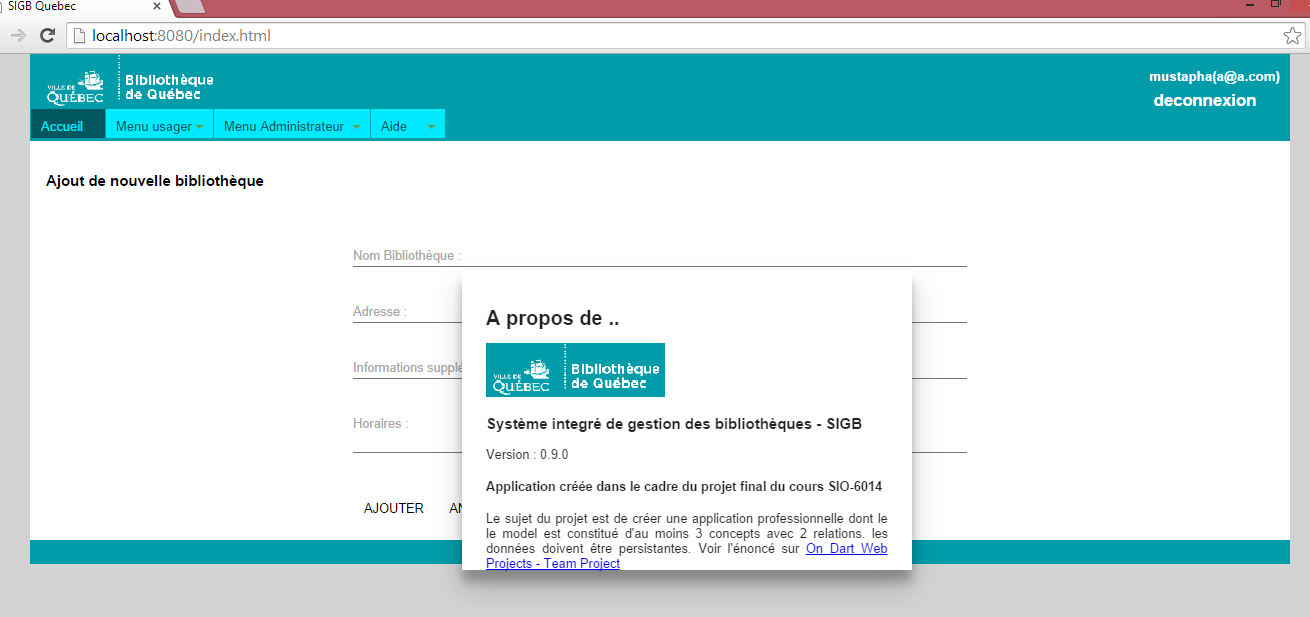 SIGB Quebec
localhost:8080/index.html
VILLE DE
QUÉBEC
Bibliothèque
de Québec
mustapha(a@a.com)
deconnexion
Accueil
Menu usager
Menu Administrateur
Aide
Ajout de nouvelle bibliothèque
Nom Bibliothèque :
Adresse :
Informations supplé
Horaires :
AJOUTER
AN
A propos de ..
VILLE DE
QUÉBEC
Bibliothèque
de Québec
Système integré de gestion des bibliothèques - SIGB
Version : 0.9.0
Application créée dans le cadre du projet final du cours SIO-6014
Le sujet du projet est de créer une application professionnelle dont le
le model est constitué d'au moins 3 concepts avec 2 relations. les
données doivent être persistantes. Voir l'énoncé sur On Dart Web
Projects - Team Project